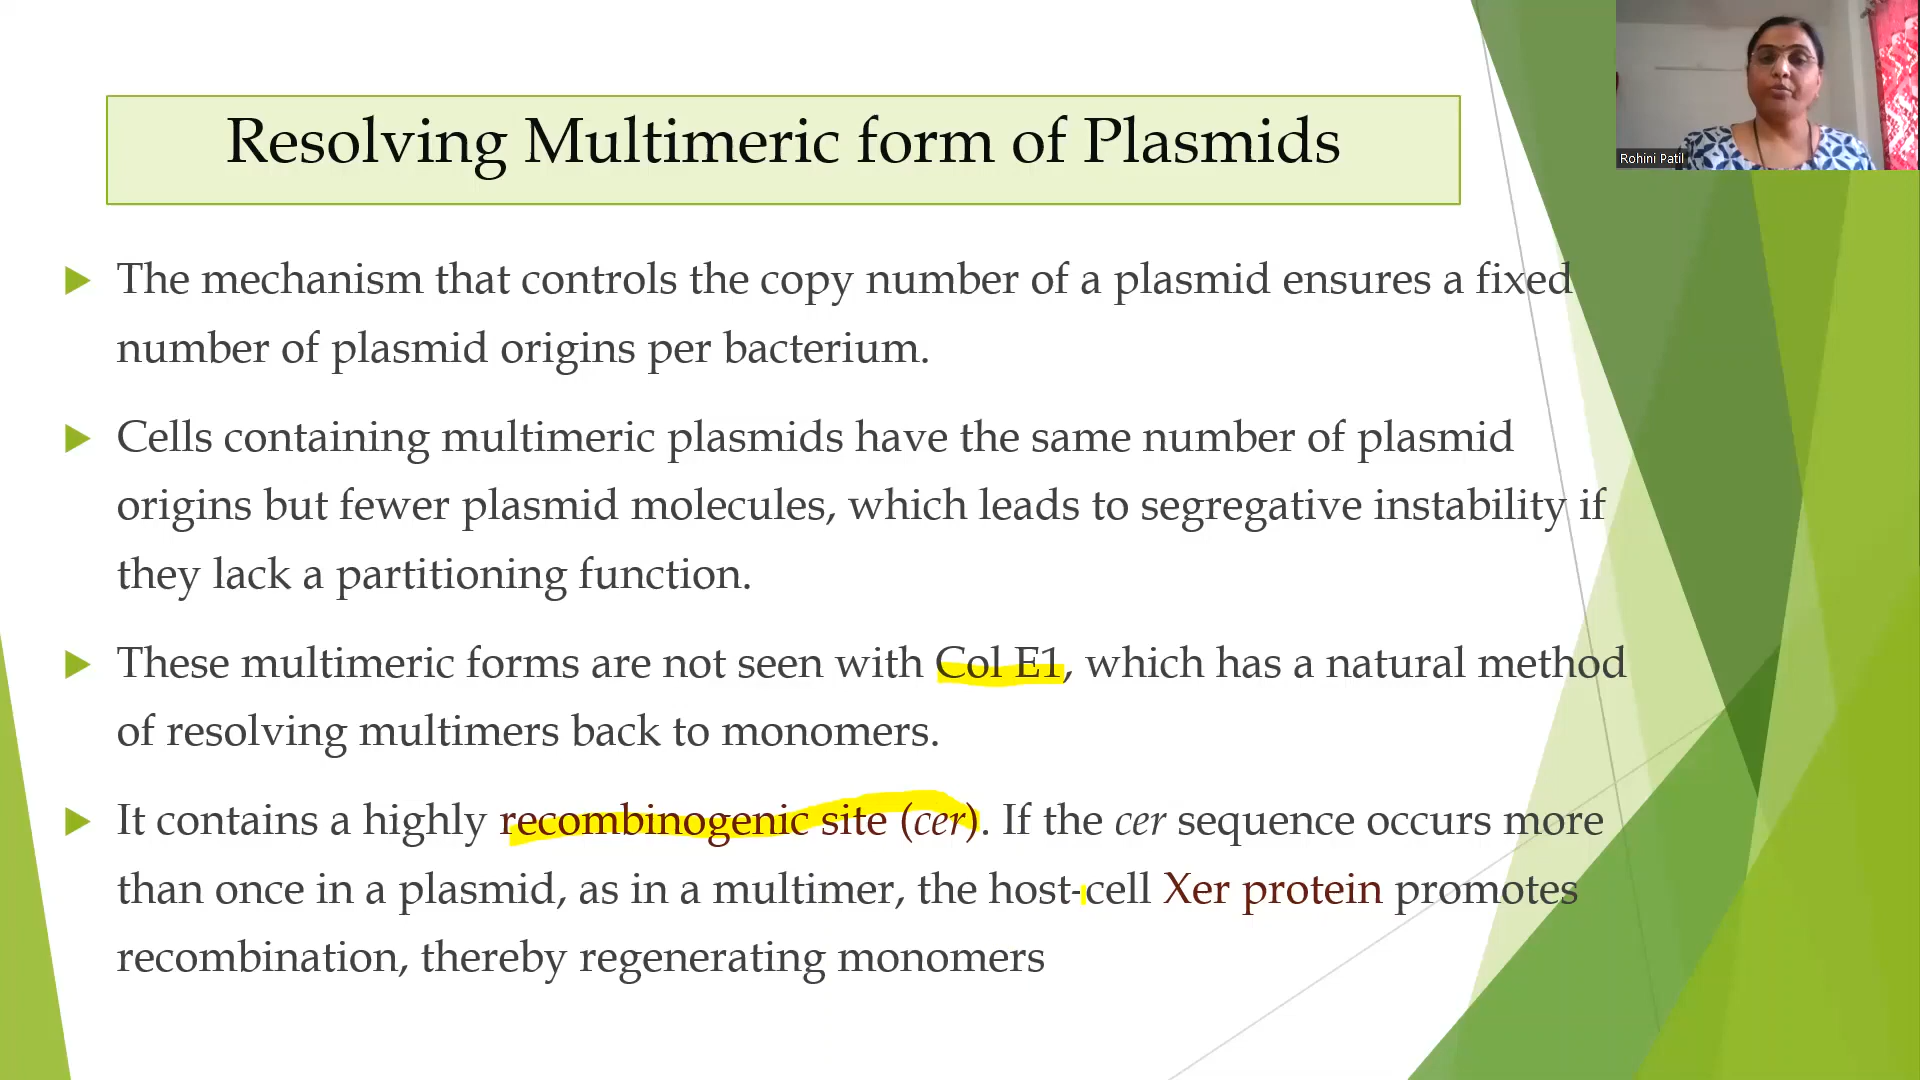 Resolving Multimeric form of Plasmids
Rohini Patil
The mechanism that controls the copy number of a plasmid ensures a fixed
number of plasmid origins per bacterium.
Cells containing multimeric plasmids have the same number of plasmid
origins but fewer plasmid molecules, which leads to segregative instability if
they lack a partitioning function.
These multimeric forms are not seen with Col E1, which has a natural method
of resolving multimers back to monomers.
It contains a highly recombinogenic site (cer). If the cer sequence occurs more
than once in a plasmid, as in a multimer, the host-cell Xer protein promotes
recombination, thereby regenerating monomers